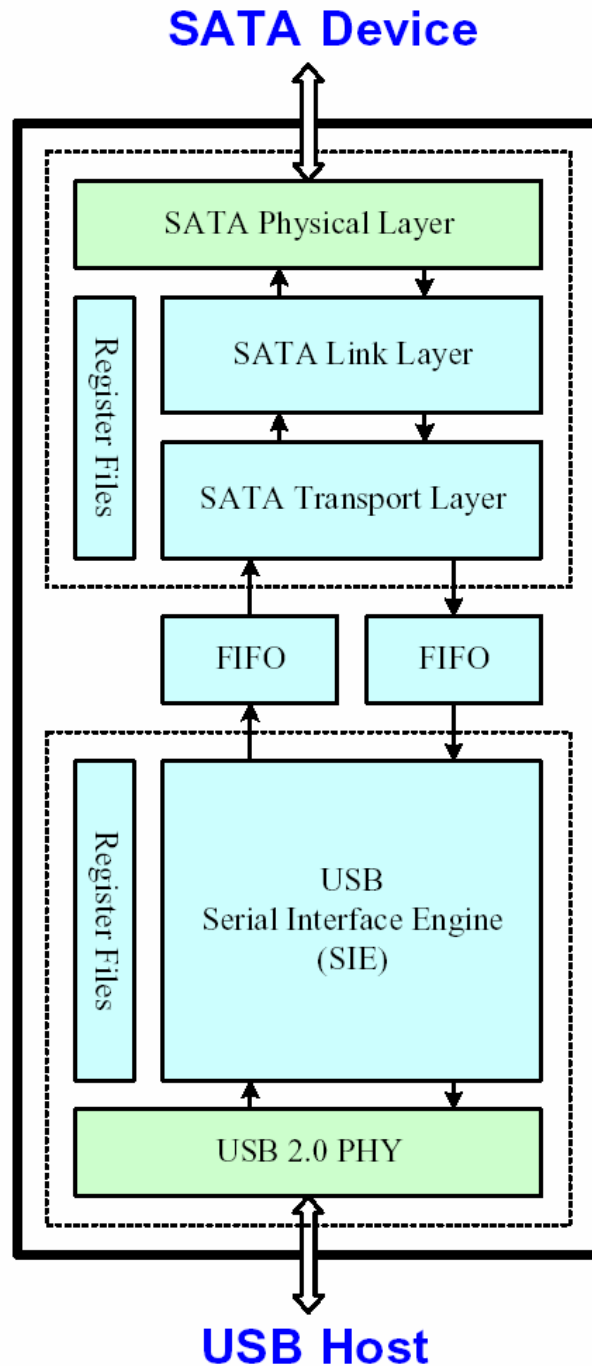 SATA Device
SATA Physical Layer
Register Files
SATA Link Layer
SATA Transport Layer
FIFO
FIFO
Register Files
USB
Serial Interface Engine
(SIE)
USB 2.0 PHY
USB Host